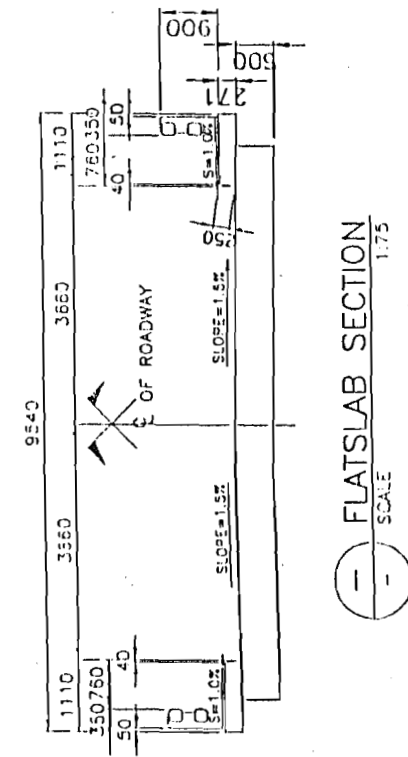 9540
1110 3660 3660 1110
350 760 760 350
50 40 40 50
900
℄ OF ROADWAY
S=1.0% SLOPE=1.5% SLOPE=1.5% S=1.0%
250 271 600
FLATSLAB SECTION
SCALE 1:75